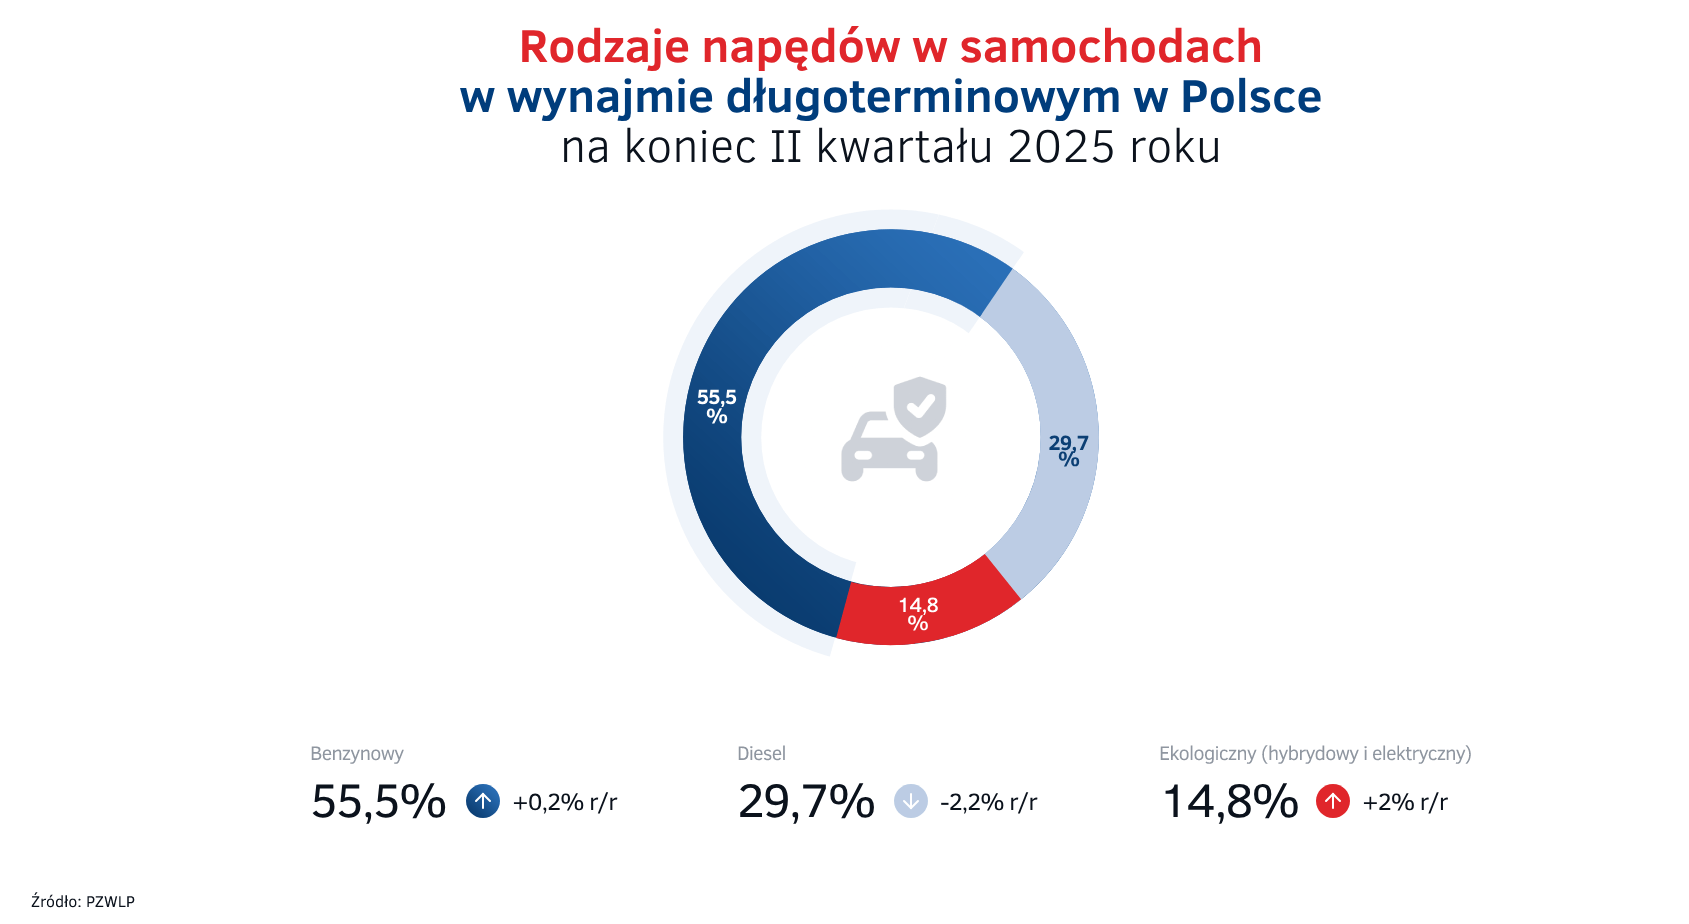 Rodzaje napędów w samochodach
w wynajmie długoterminowym w Polsce
na koniec II kwartału 2025 roku
55,5
%
29,7
%
14,8
%
Benzynowy
55,5% +0,2% r/r
Diesel
29,7% -2,2% r/r
Ekologiczny (hybrydowy i elektryczny)
14,8% +2% r/r
Źródło: PZWLP